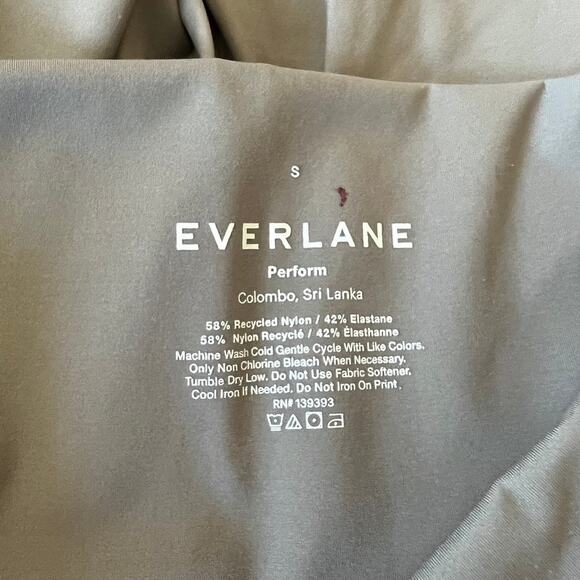 S
EVERLANE
Perform
Colombo, Sri Lanka
58% Recycled Nylon / 42% Elastane
58% Nylon Recyclé / 42% Élasthanne
Machine Wash Cold Gentle Cycle With Like Colors.
Only Non Chlorine Bleach When Necessary.
Tumble Dry Low. Do Not Use Fabric Softener.
Cool Iron If Needed. Do Not Iron On Print.
RN# 139393